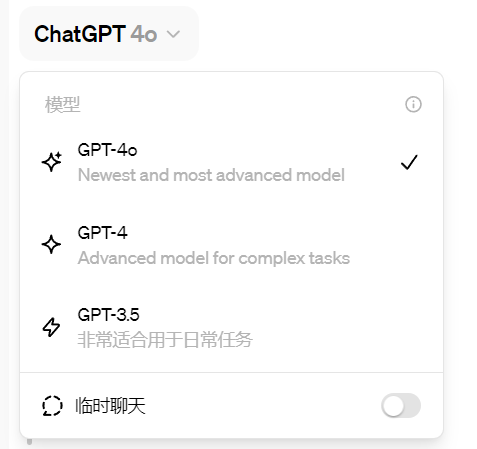 ChatGPT 4o
模型
GPT-4o
Newest and most advanced model
GPT-4
Advanced model for complex tasks
GPT-3.5
非常适合用于日常任务
临时聊天